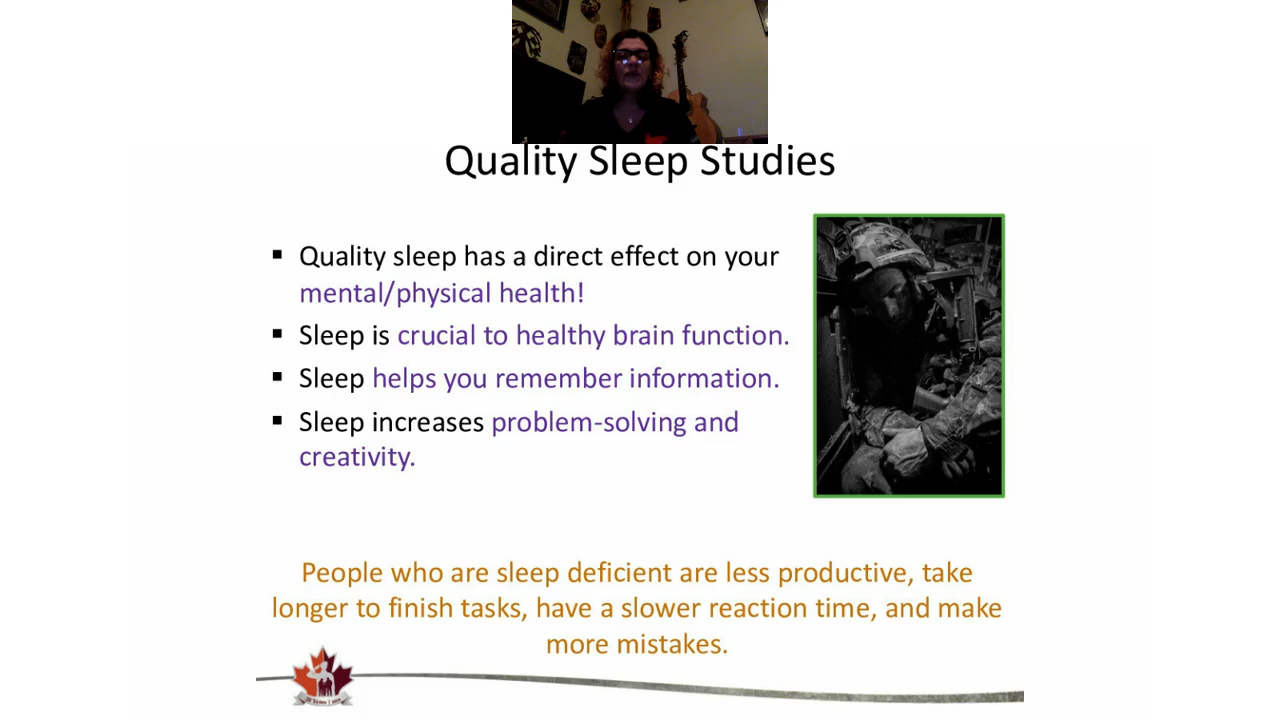 Quality Sleep Studies
▪ Quality sleep has a direct effect on your
mental/physical health!
▪ Sleep is crucial to healthy brain function.
▪ Sleep helps you remember information.
▪ Sleep increases problem-solving and
creativity.
People who are sleep deficient are less productive, take
longer to finish tasks, have a slower reaction time, and make
more mistakes.